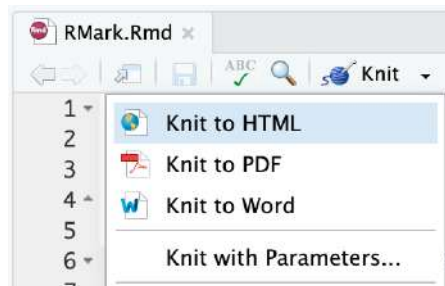 RMark.Rmd ×
ABC Knit
1
2
3
4
5
6
Knit to HTML
Knit to PDF
W Knit to Word
Knit with Parameters...